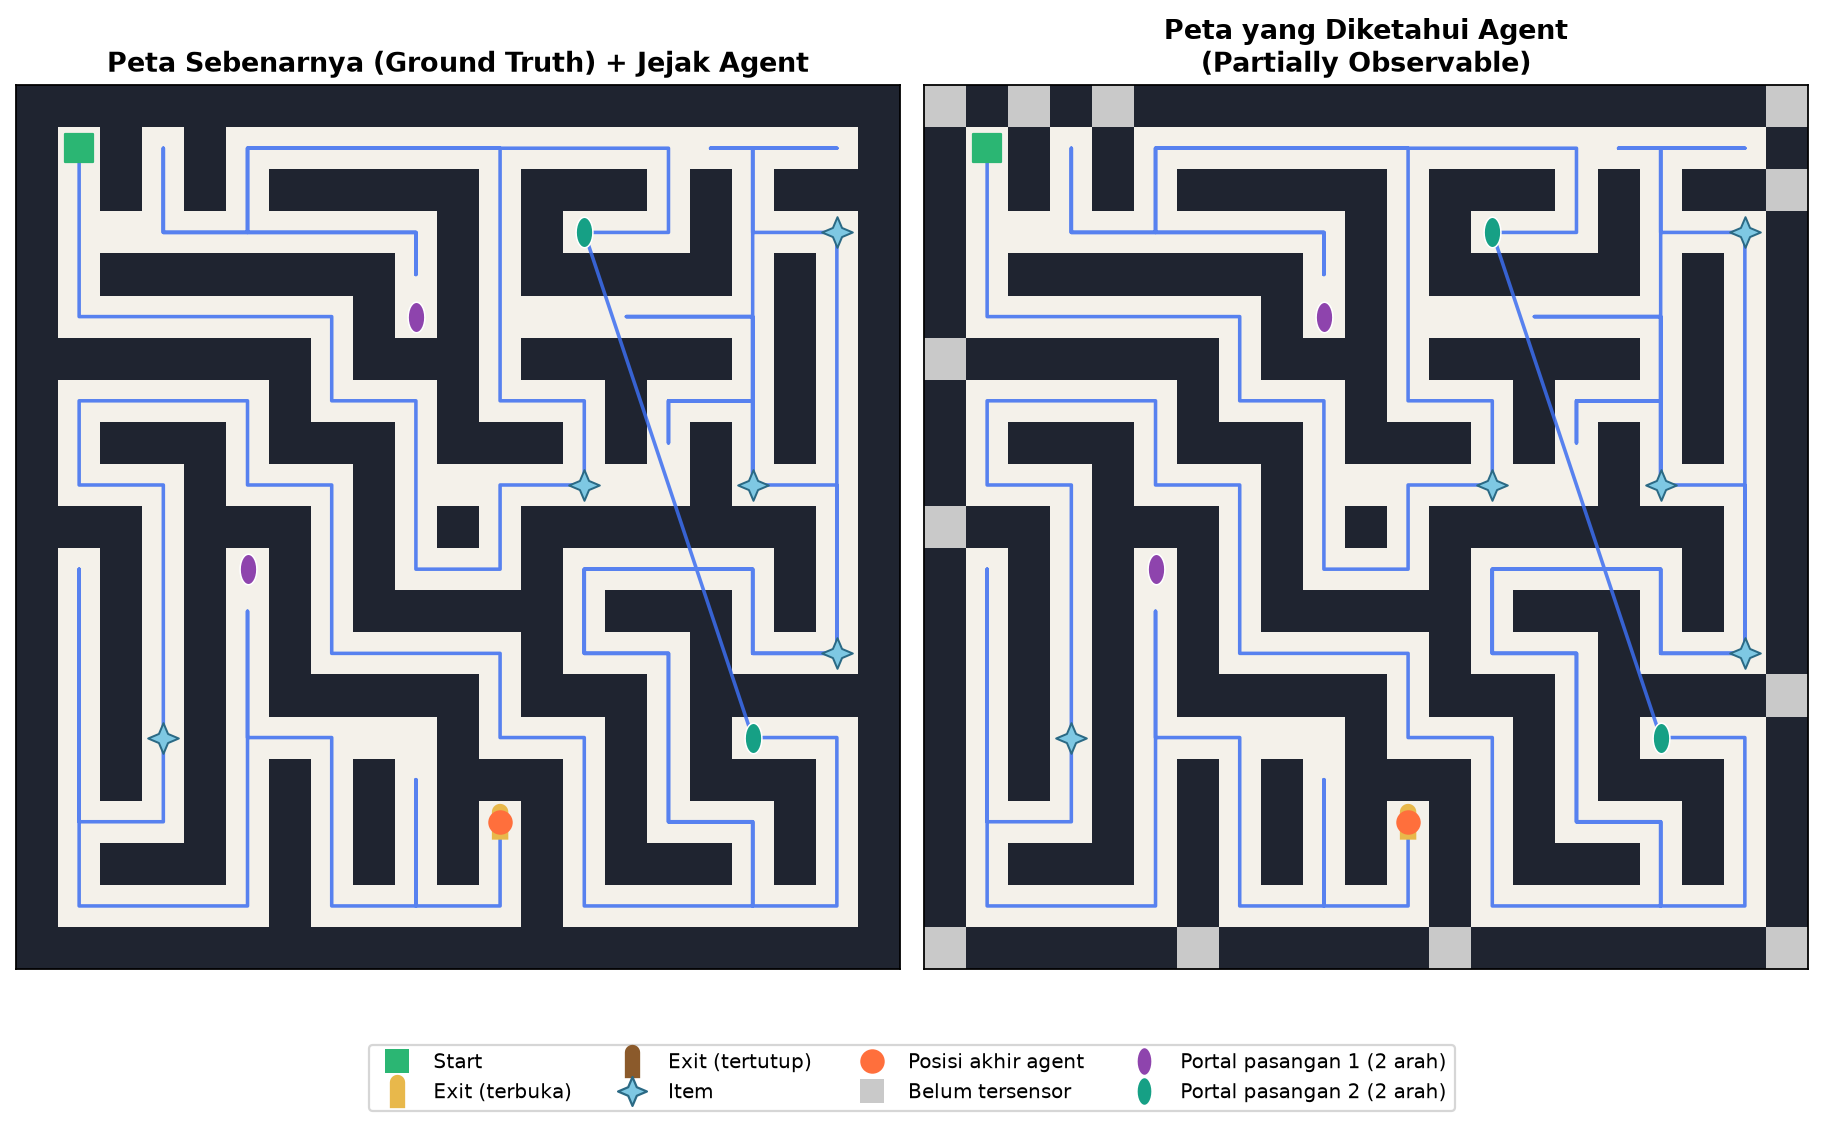 Peta Sebenarnya (Ground Truth) + Jejak Agent
Peta yang Diketahui Agent
(Partially Observable)
Start
Exit (terbuka)
Exit (tertutup)
Item
Posisi akhir agent
Belum tersensor
Portal pasangan 1 (2 arah)
Portal pasangan 2 (2 arah)